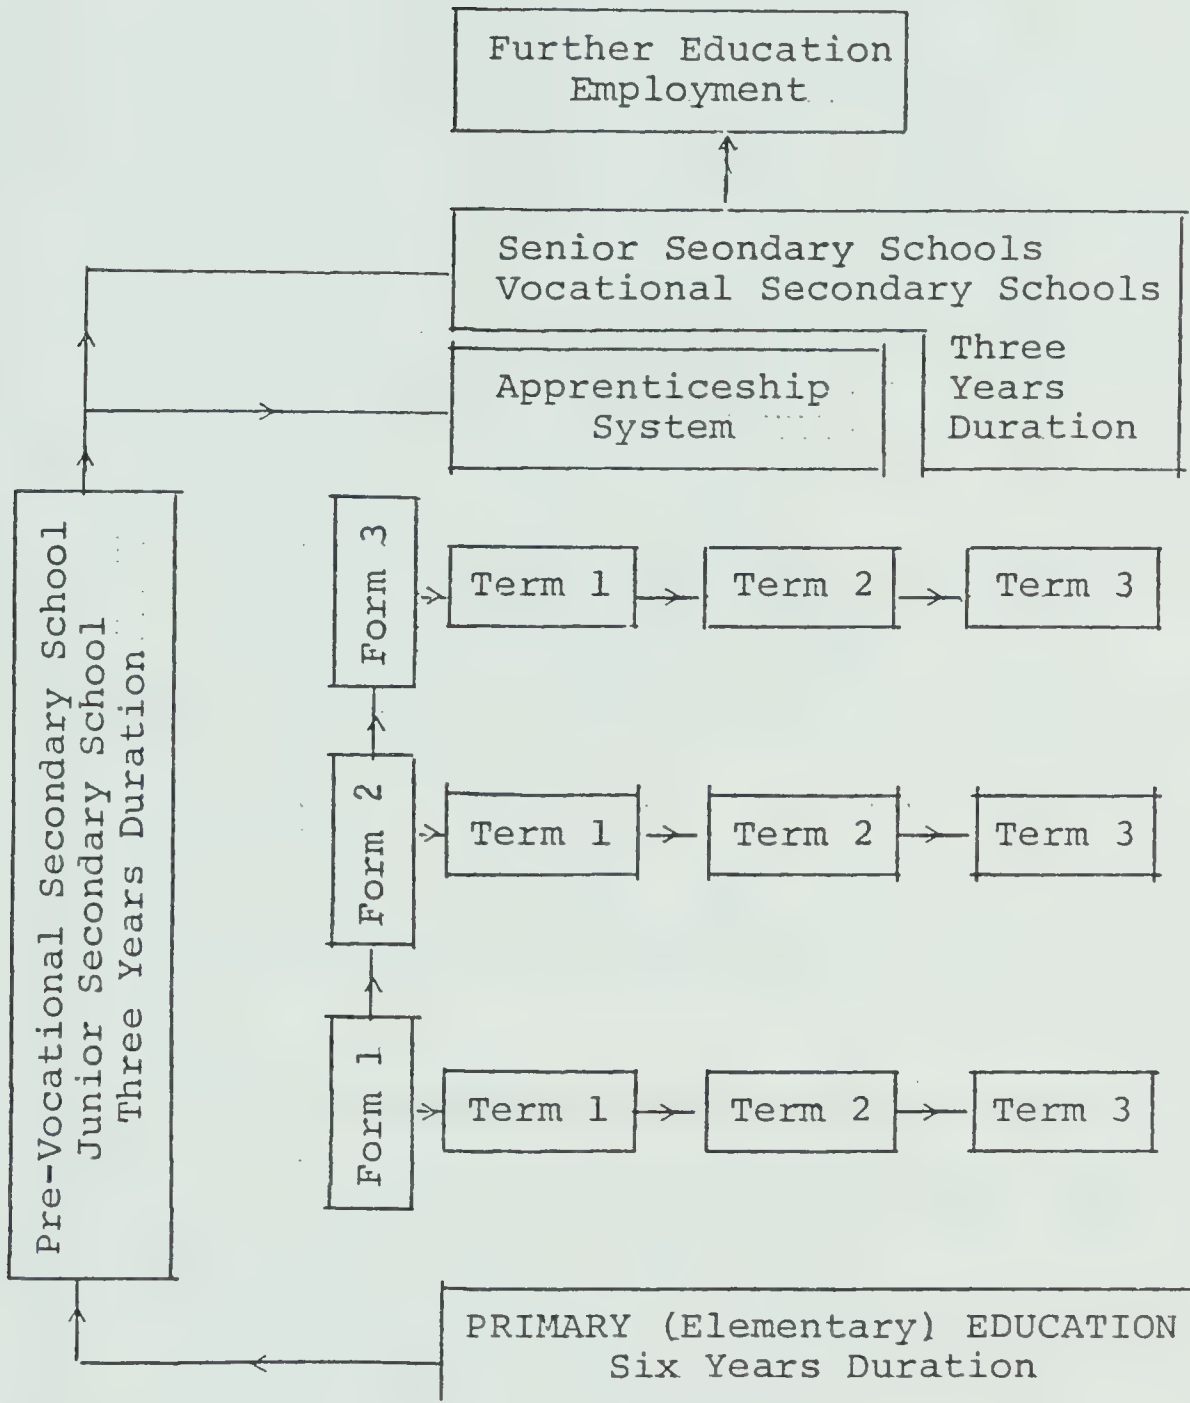 Further Education
Employment
Senior Seondary Schools
Vocational Secondary Schools
Three
Years
Duration
Apprenticeship
System
Pre-Vocational Secondary School
Junior Secondary School
Three Years Duration
Form 3
Term 1
Term 2
Term 3
Form 2
Term 1
Term 2
Term 3
Form 1
Term 1
Term 2
Term 3
PRIMARY (Elementary) EDUCATION
Six Years Duration